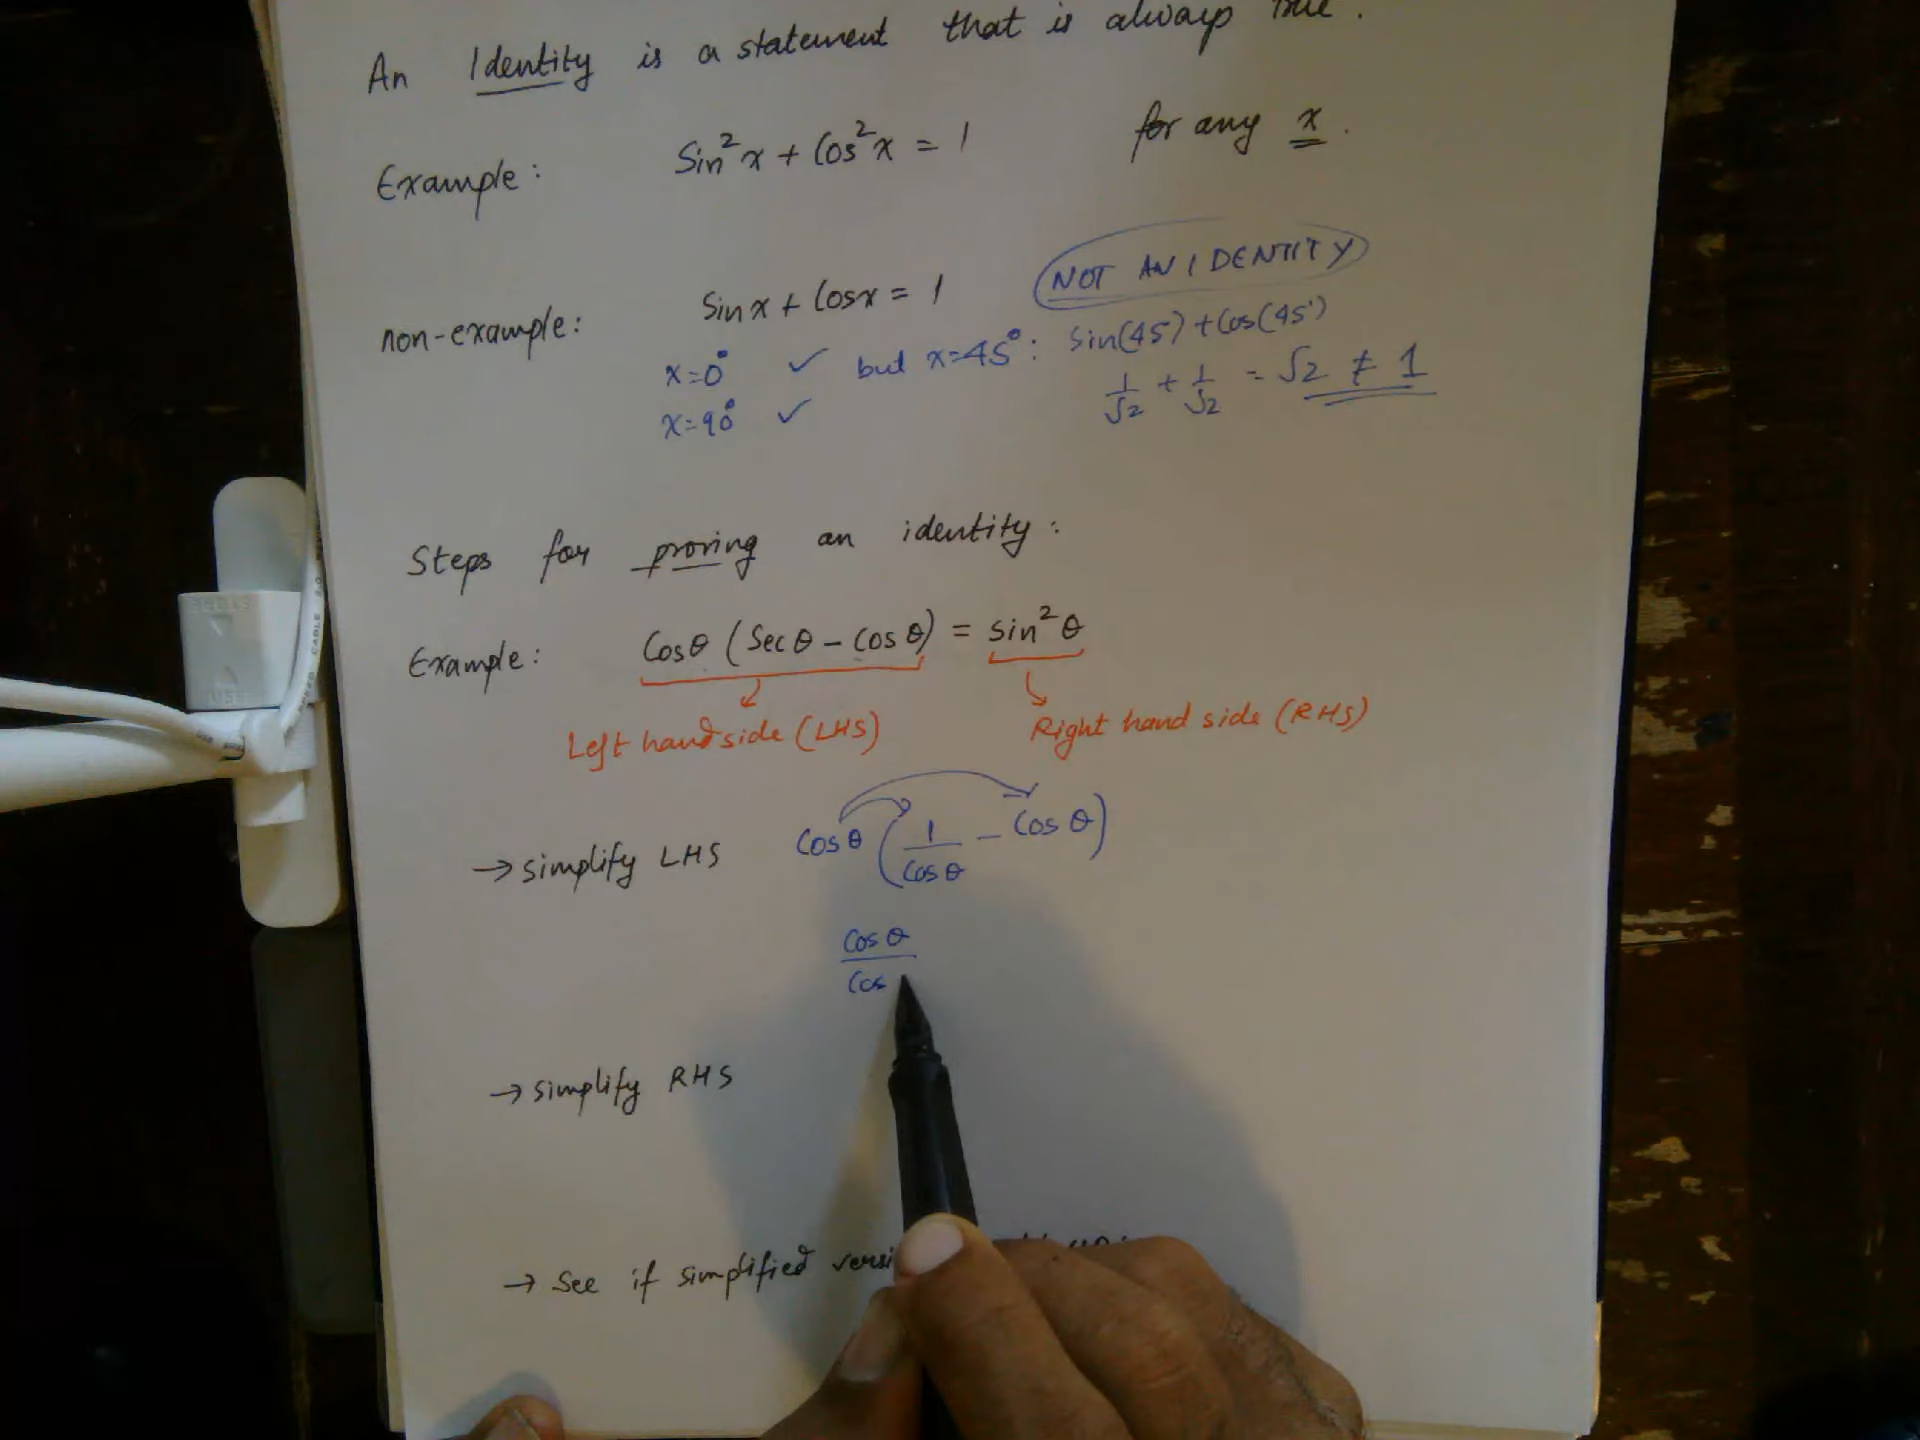 An Identity is a statement that is always true.
Example: Sin²x + Cos²x = 1 for any x.
non-example: Sinx + Cosx = 1 NOT AN IDENTITY
x=0° ✓ but x=45°: Sin(45°) + Cos(45°)
x=90° ✓ 1/√2 + 1/√2 = √2 ≠ 1
Steps for proving an identity:
Example: Cosθ (Secθ – Cosθ) = sin²θ
Left hand side (LHS) Right hand side (RHS)
→ simplify LHS Cosθ (1/Cosθ – Cosθ)
Cosθ/Cos
→ simplify RHS
→ See if simplified